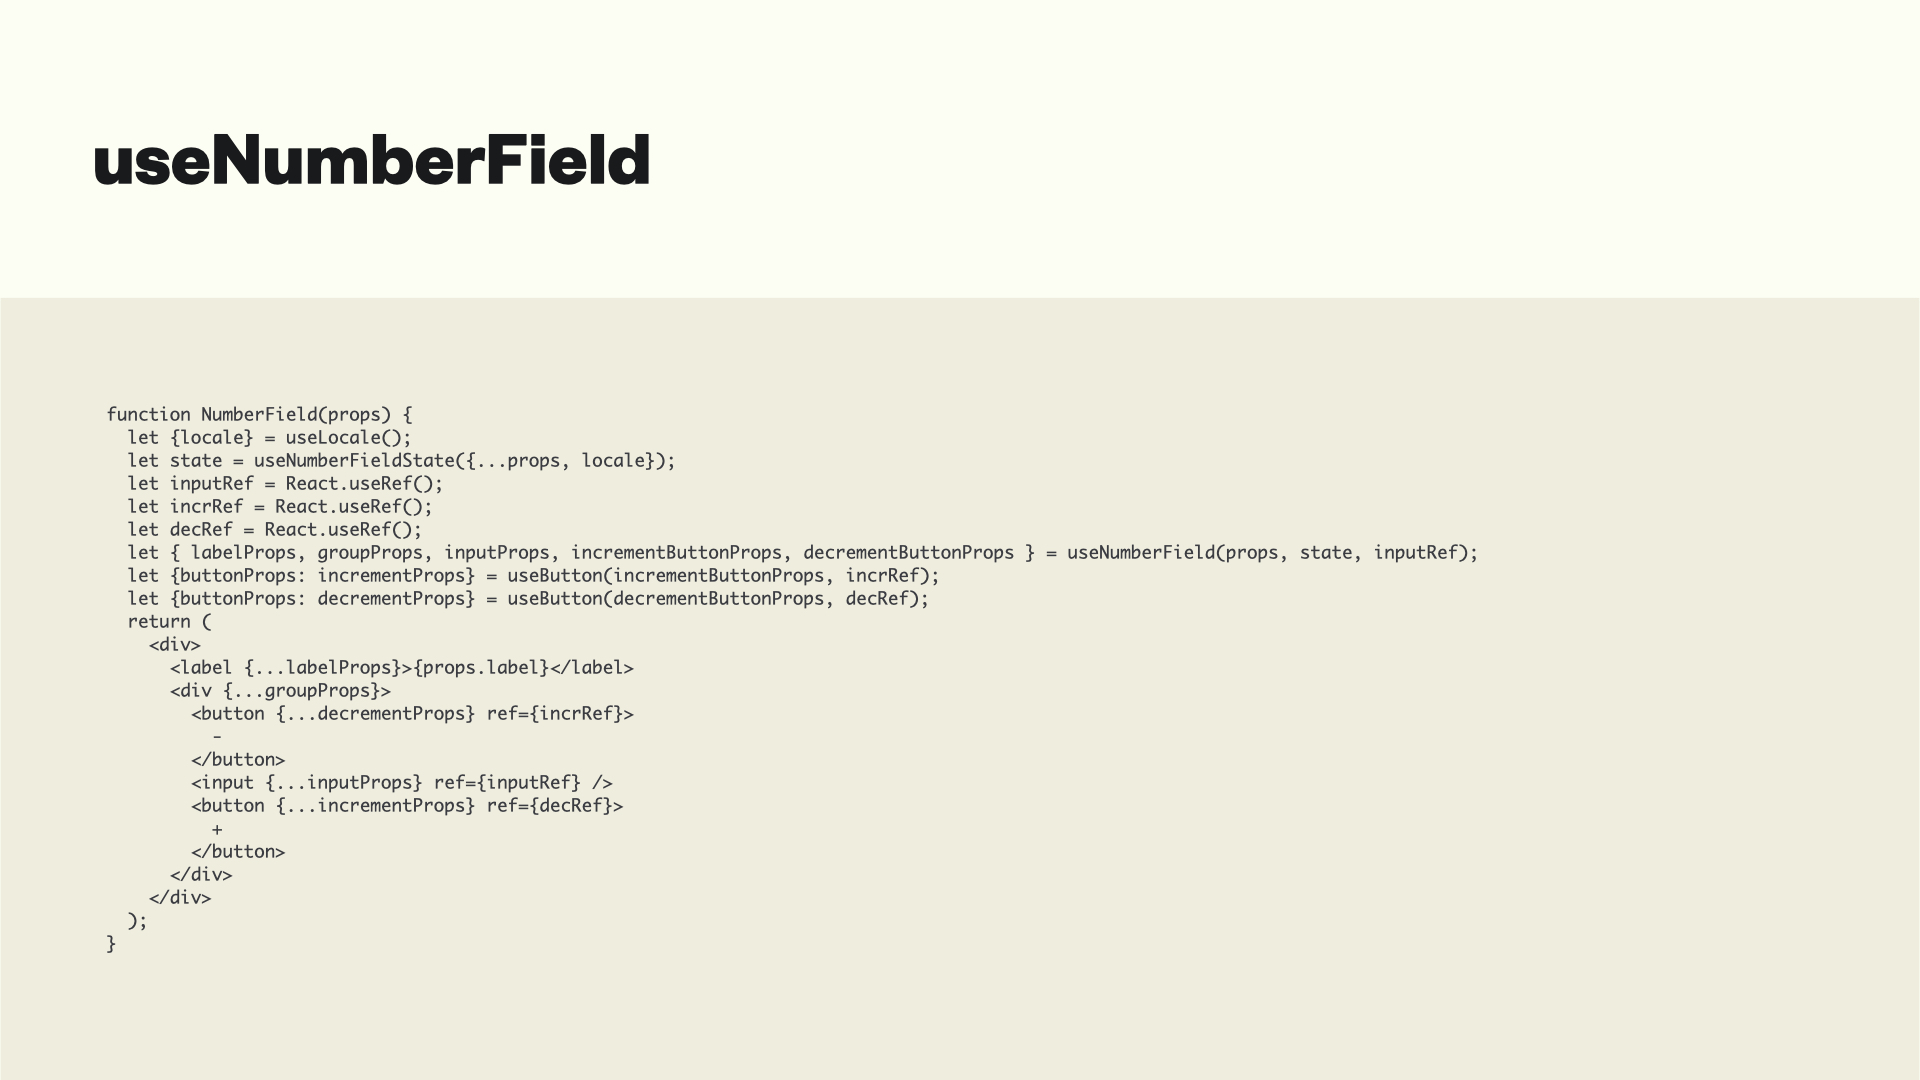 useNumberField
function NumberField(props) {
  let {locale} = useLocale();
  let state = useNumberFieldState({...props, locale});
  let inputRef = React.useRef();
  let incrRef = React.useRef();
  let decRef = React.useRef();
  let { labelProps, groupProps, inputProps, incrementButtonProps, decrementButtonProps } = useNumberField(props, state, inputRef);
  let {buttonProps: incrementProps} = useButton(incrementButtonProps, incrRef);
  let {buttonProps: decrementProps} = useButton(decrementButtonProps, decRef);
  return (
    <div>
      <label {...labelProps}>{props.label}</label>
      <div {...groupProps}>
        <button {...decrementProps} ref={incrRef}>
          -
        </button>
        <input {...inputProps} ref={inputRef} />
        <button {...incrementProps} ref={decRef}>
          +
        </button>
      </div>
    </div>
  );
}